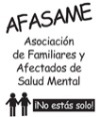 AFASAME
Asociación
de Familiares y
Afectados de
Salud Mental
¡No estás solo!